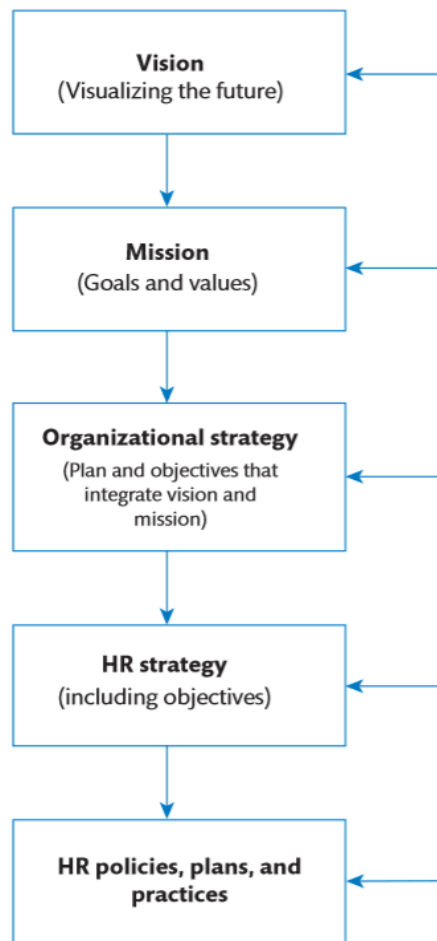 Vision
(Visualizing the future)
Mission
(Goals and values)
Organizational strategy
(Plan and objectives that
integrate vision and
mission)
HR strategy
(including objectives)
HR policies, plans, and
practices